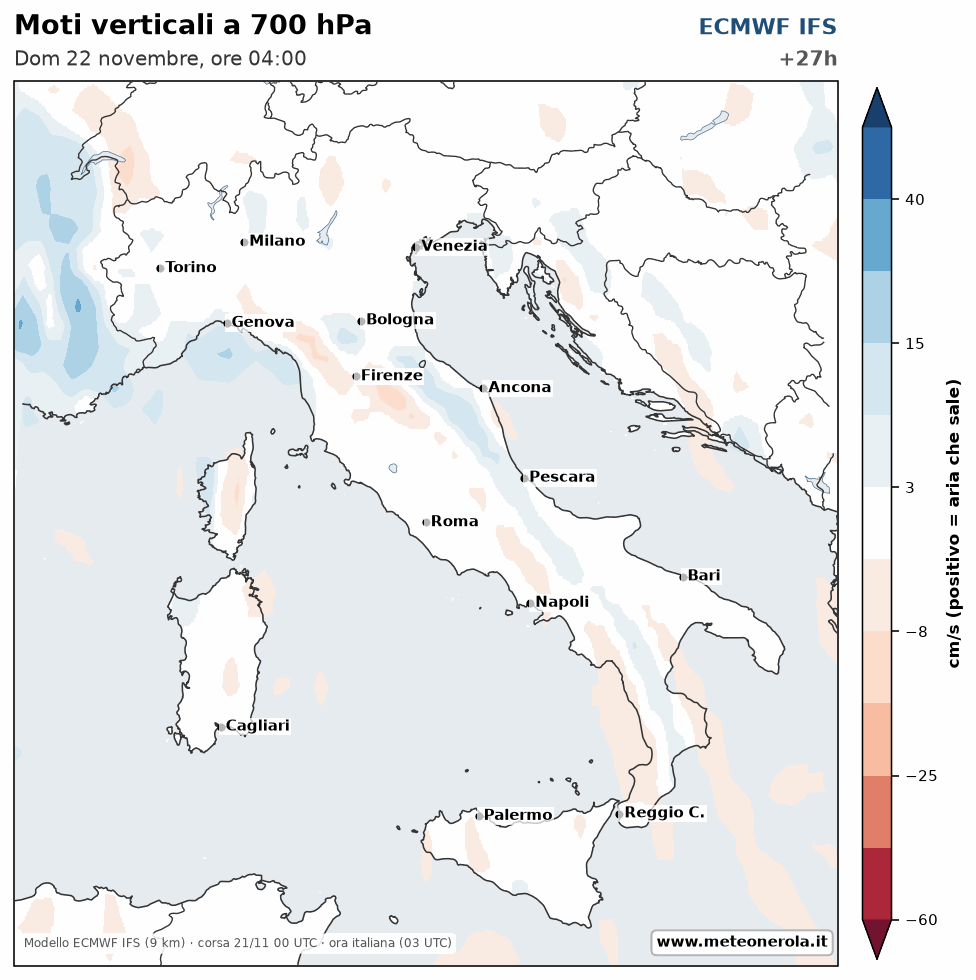 Moti verticali a 700 hPa
ECMWF IFS
Dom 22 novembre, ore 04:00
+27h
Milano
Venezia
Torino
Genova
Bologna
Firenze
Ancona
Pescara
Roma
Bari
Napoli
Cagliari
Palermo
Reggio C.
40
15
3
−8
−25
−60
cm/s (positivo = aria che sale)
Modello ECMWF IFS (9 km) · corsa 21/11 00 UTC · ora italiana (03 UTC)
www.meteonerola.it